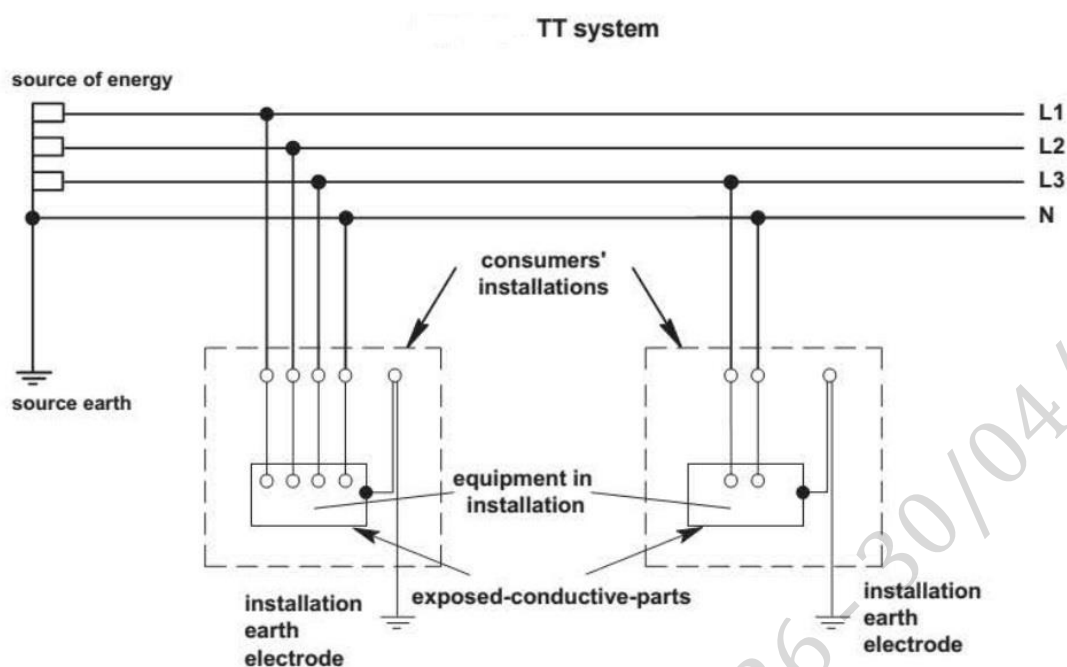 TT system
source of energy
L1
L2
L3
N
consumers'
installations
source earth
equipment in
installation
exposed-conductive-parts
installation
earth
electrode
installation
earth
electrode